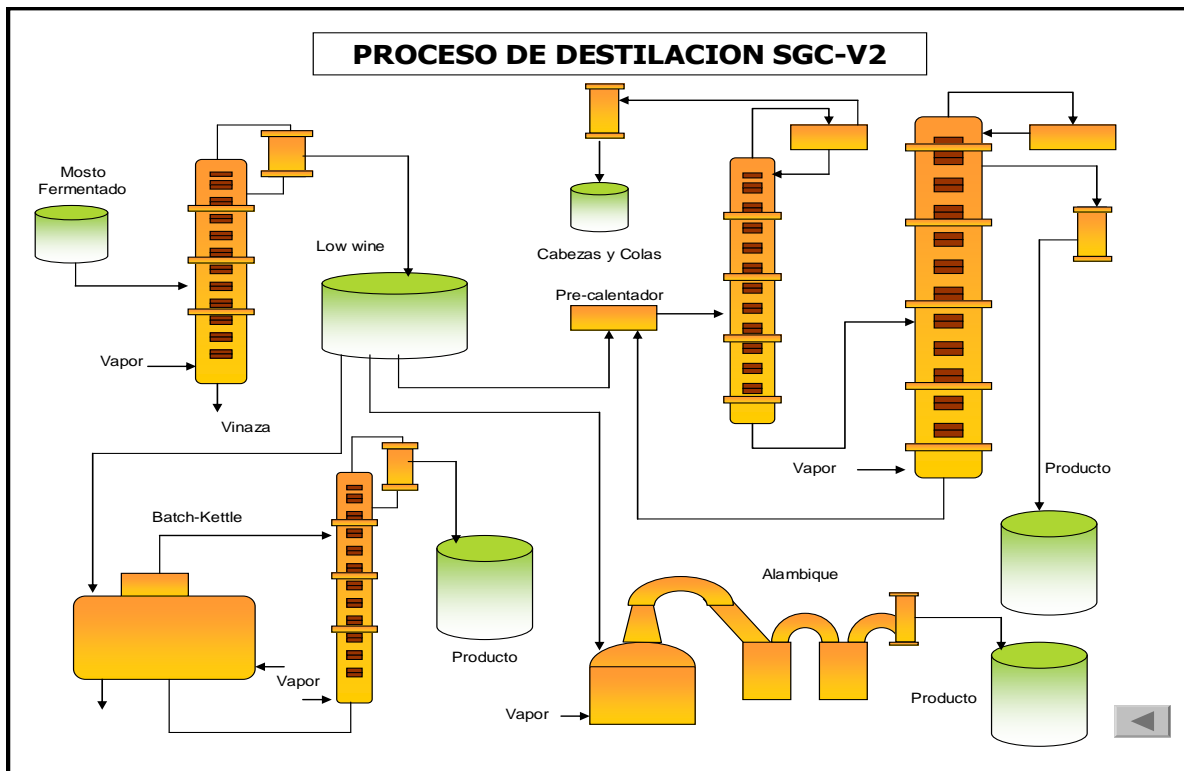 PROCESO DE DESTILACION SGC-V2
Mosto
Fermentado
Low wine
Cabezas y Colas
Pre-calentador
Vapor
Vinaza
Vapor
Producto
Batch-Kettle
Alambique
Producto
Vapor
Producto
Vapor